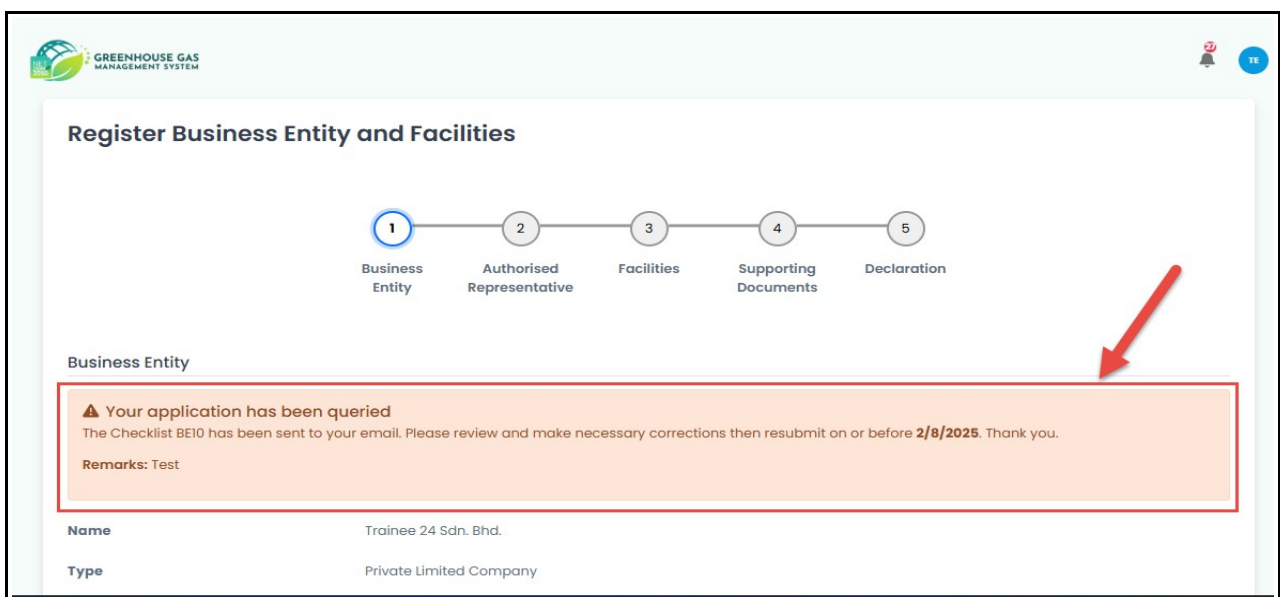 GREENHOUSE GAS
MANAGEMENT SYSTEM
27
TE
Register Business Entity and Facilities
1
2
3
4
5
Business
Entity
Authorised
Representative
Facilities
Supporting
Documents
Declaration
Business Entity
Your application has been queried
The Checklist BE10 has been sent to your email. Please review and make necessary corrections then resubmit on or before 2/8/2025. Thank you.
Remarks: Test
Name Trainee 24 Sdn. Bhd.
Type Private Limited Company